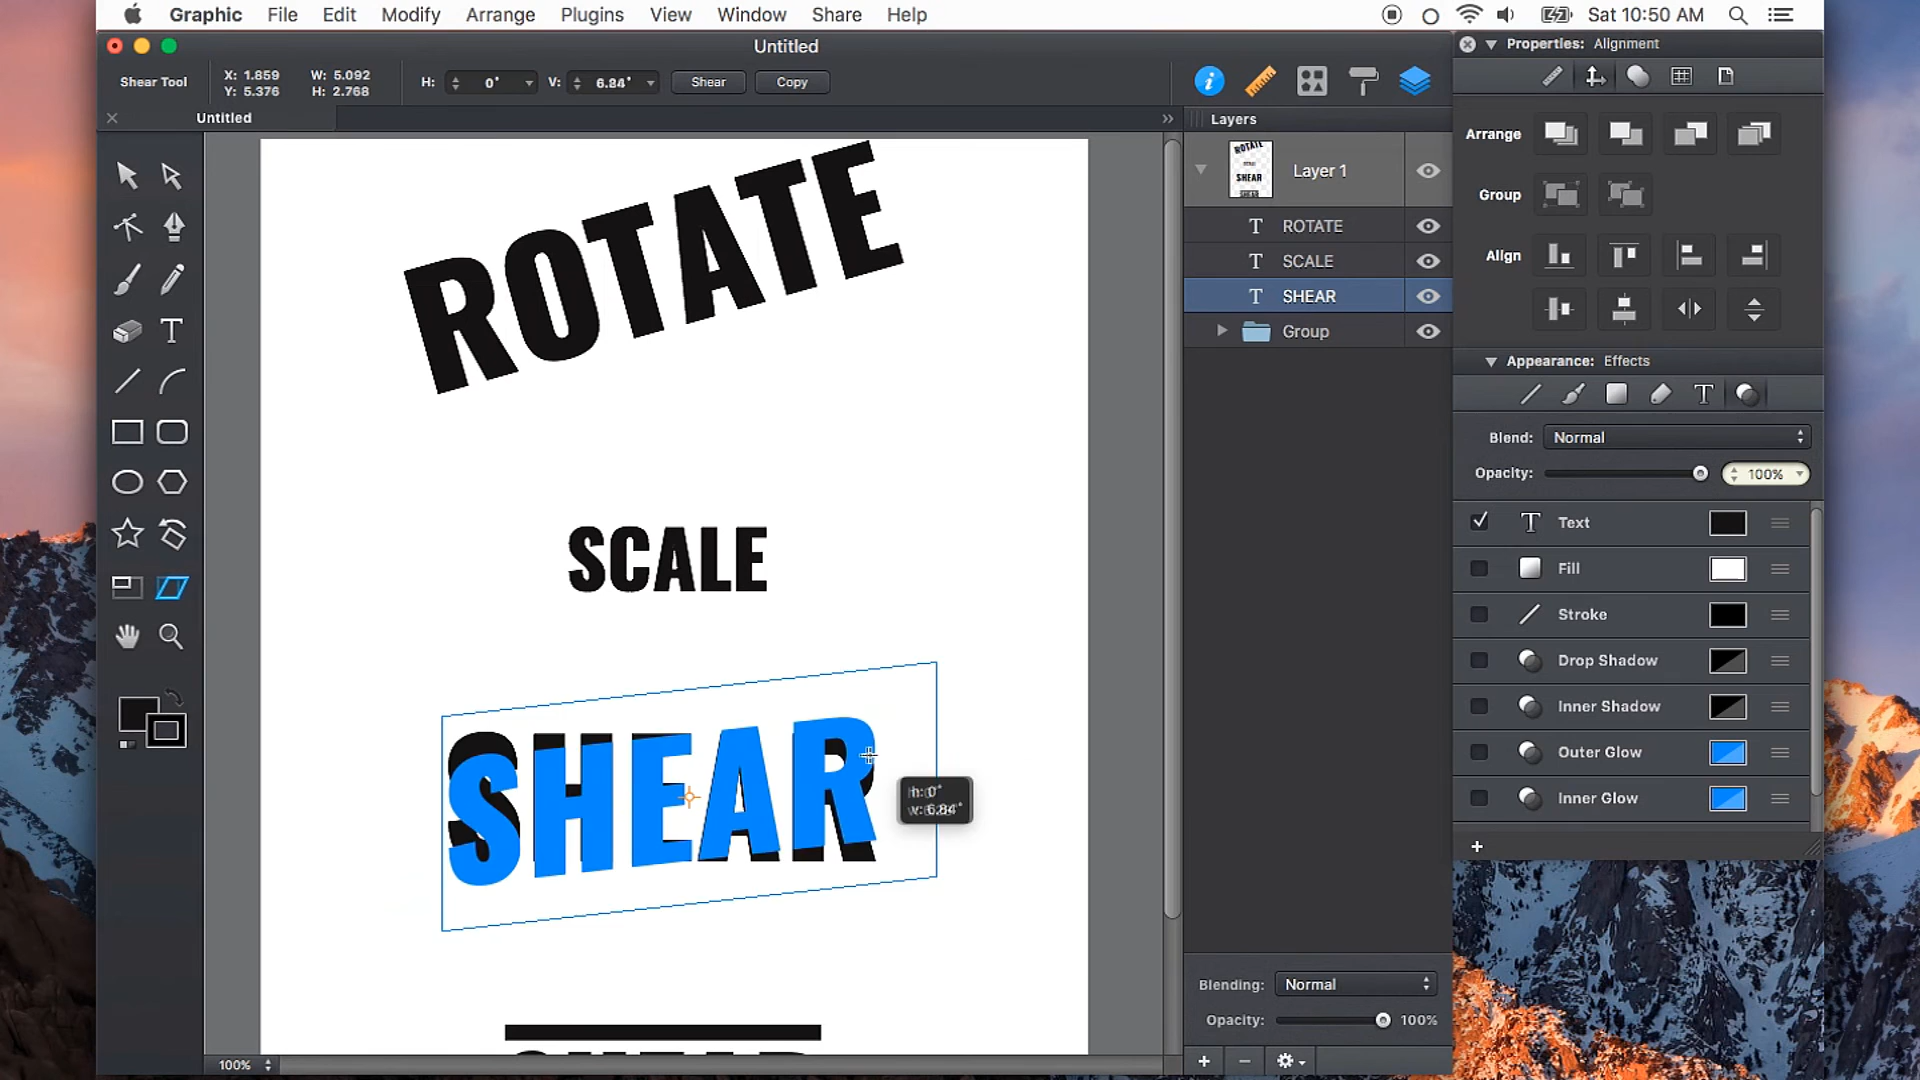 Graphic File Edit Modify Arrange Plugins View Window Share Help Sat 10:50 AM
Untitled
Properties: Alignment
Shear Tool X: 1.859 W: 5.092 H: 0° V: 6.84° Shear Copy
Y: 5.376 H: 2.768
Untitled
Layers
Layer 1
ROTATE
SCALE
SHEAR
Group
Arrange
Group
Align
Appearance: Effects
Blend: Normal
Opacity: 100%
Text
Fill
Stroke
Drop Shadow
Inner Shadow
Outer Glow
Inner Glow
ROTATE
SCALE
SHEAR
h: 0°
v: 6.84°
Blending: Normal
Opacity: 100%
100%